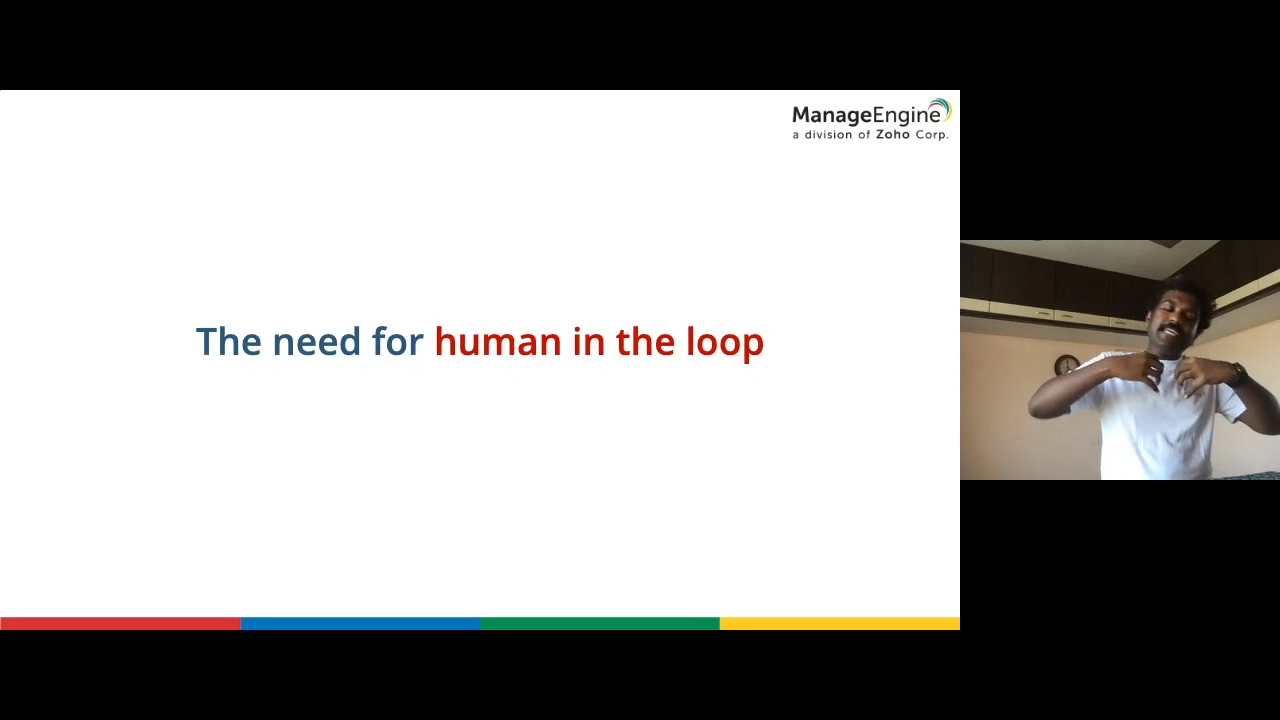 ManageEngine
a division of Zoho Corp.
The need for human in the loop